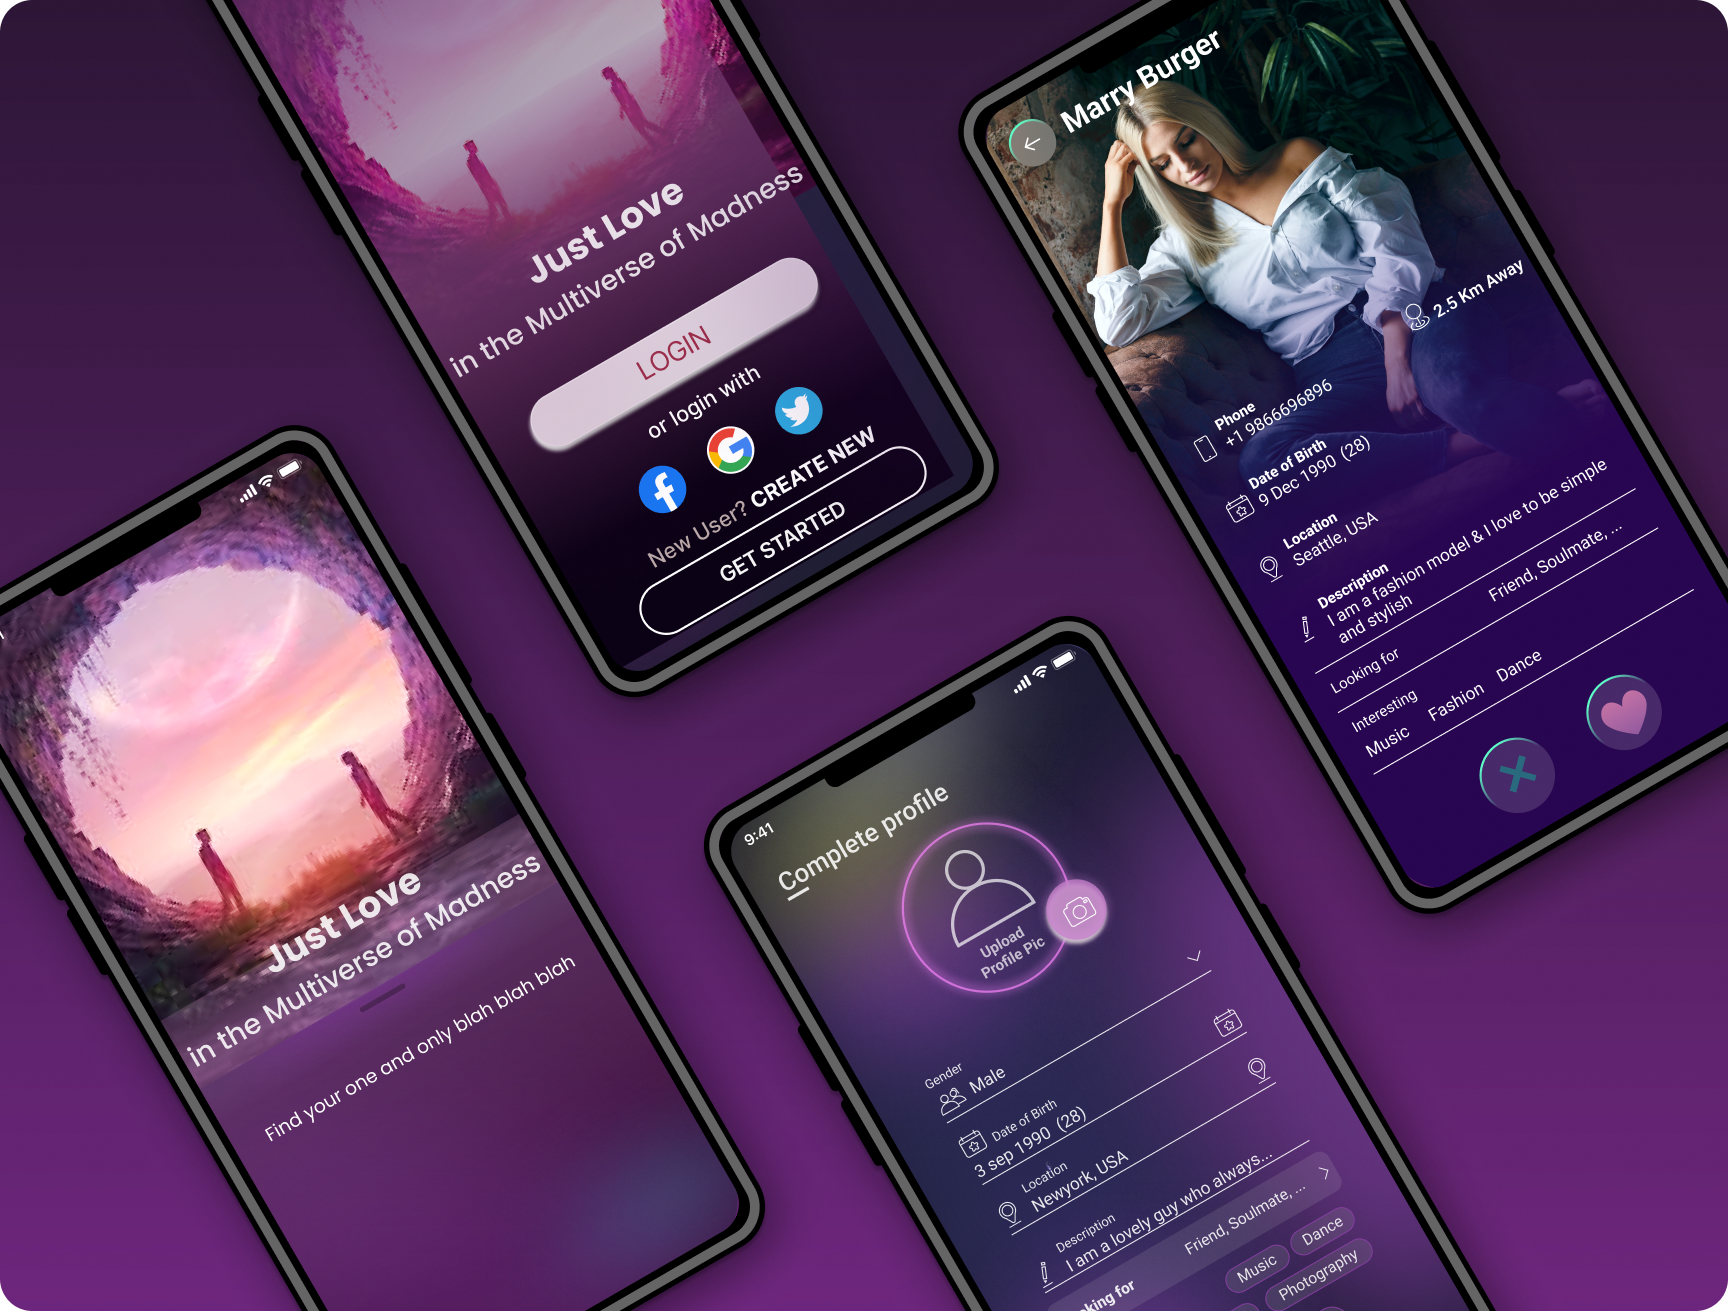 Just Love
in the Multiverse of Madness
LOGIN
or login with
New User? CREATE NEW
GET STARTED
Marry Burger
2.5 Km Away
Phone
+1 9866696896
Date of Birth
9 Dec 1990 (28)
Location
Seattle, USA
Description
I am a fashion model & I love to be simple
and stylish
Looking for
Friend, Soulmate, ...
Interesting
Music Fashion Dance
Just Love
in the Multiverse of Madness
Find your one and only blah blah blah
9:41
Complete profile
Upload
Profile Pic
Gender
Male
Date of Birth
3 sep 1990 (28)
Location
Newyork, USA
Description
I am a lovely guy who always...
king for
Friend, Soulmate, ...
Music
Dance
Photography